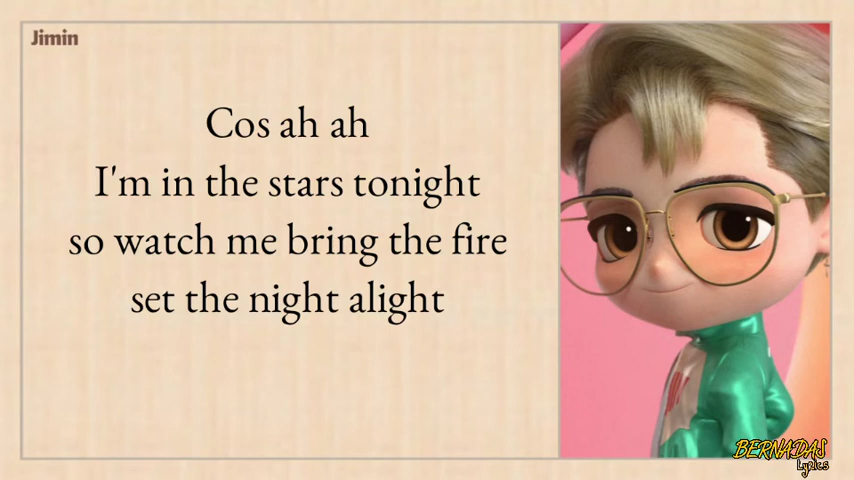 Jimin
Cos ah ah
I'm in the stars tonight
so watch me bring the fire
set the night alight
W
BERNADAS
Lyrics